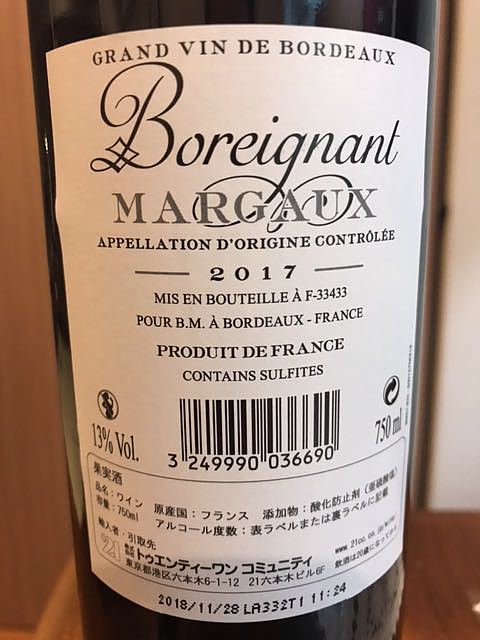 GRAND VIN DE BORDEAUX
Boreignant
MARGAUX
APPELLATION D'ORIGINE CONTRÔLÉE
2017
MIS EN BOUTEILLE À F-33433
POUR B.M. À BORDEAUX - FRANCE
PRODUIT DE FRANCE
CONTAINS SULFITES
13% Vol.
3 249990 036690
750 ml
果実酒
品名：ワイン 原産国：フランス 添加物：酸化防止剤（亜硫酸塩）
容量：750ml アルコール度数：表ラベルまたは裏ラベルに記載
輸入者・引取先
21 株式会社 トゥエンティーワン コミュニティ www.21cc.co.jp/wine/
東京都港区六本木6-1-12 21六本木ビル6F 飲酒は20歳になってから
2018/11/28 LA332T1 11:24